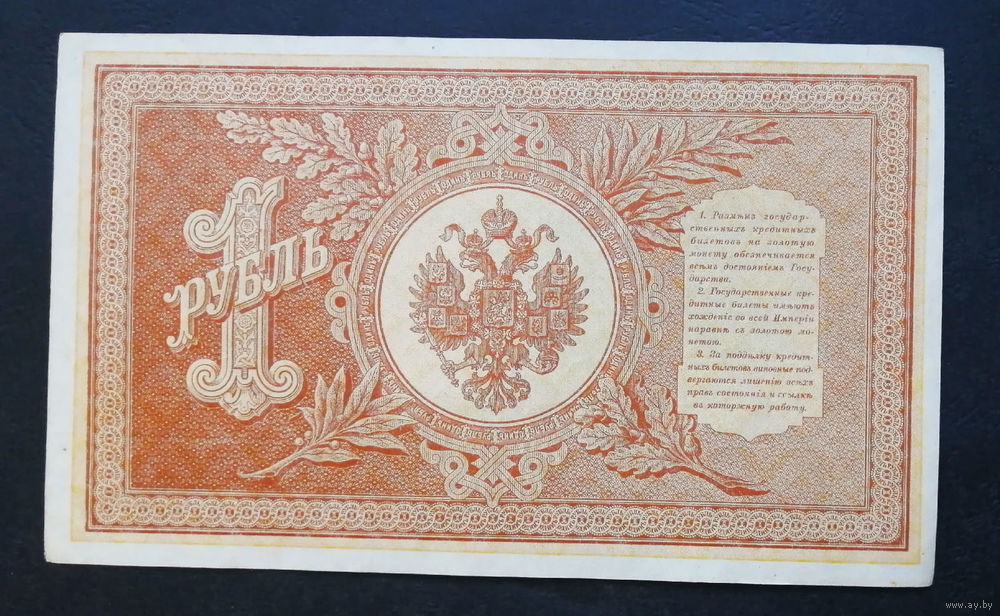 1 РУБЛЬ
1. Размѣнъ государ-
ственныхъ кредитныхъ
билетовъ на золотую
монету обезпечивается
всѣмъ достояніемъ Госу-
дарства.
2. Государственные кре-
дитные билеты имѣютъ
хожденіе во всей Имперіи
наравнѣ съ золотою мо-
нетою.
3. За поддѣлку кредит-
ныхъ билетовъ виновные под-
вергаются лишенію всѣхъ
правъ состоянія и ссылкѣ
въ каторжную работу.
www.ay.by